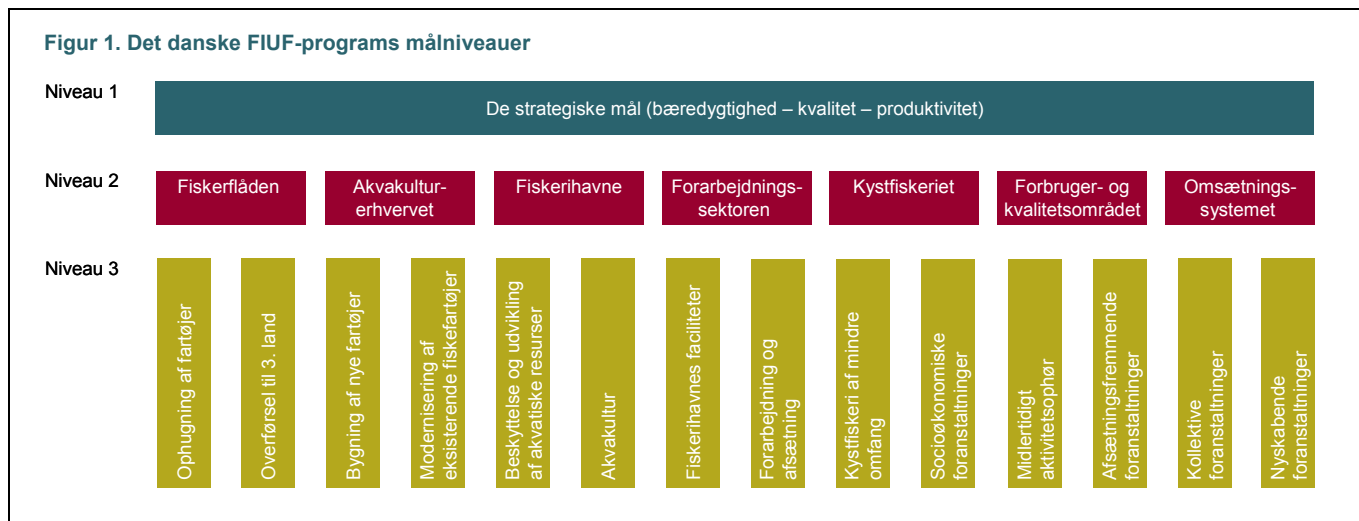 Figur 1. Det danske FIUF-programs målniveauer
Niveau 1
De strategiske mål (bæredygtighed – kvalitet – produktivitet)
Niveau 2
Fiskerflåden
Akvakultur-
erhvervet
Fiskerihavne
Forarbejdnings-
sektoren
Kystfiskeriet
Forbruger- og
kvalitetsområdet
Omsætnings-
systemet
Niveau 3
Ophugning af fartøjer
Overførsel til 3. land
Bygning af nye fartøjer
Modernisering af
eksisterende fiskefartøjer
Beskyttelse og udvikling
af akvatiske resurser
Akvakultur
Fiskerihavnes faciliteter
Forarbejdning og
afsætning
Kystfiskeri af mindre
omfang
Socioøkonomiske
foranstaltninger
Midlertidigt
aktivitetsophør
Afsætningsfremmende
foranstaltninger
Kollektive
foranstaltninger
Nyskabende
foranstaltninger